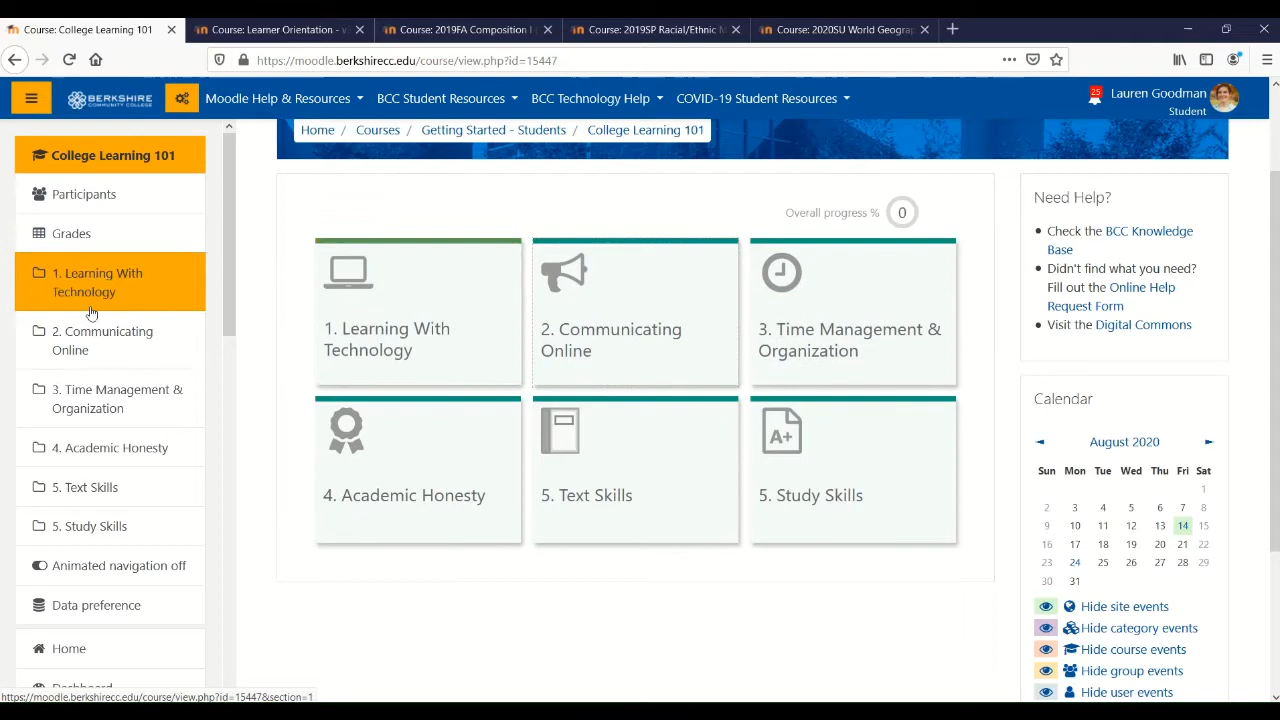 Course: College Learning 101
Course: Learner Orientation - v
Course: 2019FA Composition I
Course: 2019SP Racial/Ethnic M
Course: 2020SU World Geograp
https://moodle.berkshirecc.edu/course/view.php?id=15447
BERKSHIRE
COMMUNITY COLLEGE
Moodle Help & Resources
BCC Student Resources
BCC Technology Help
COVID-19 Student Resources
25
Lauren Goodman
Student
Home / Courses / Getting Started - Students / College Learning 101
College Learning 101
Participants
Grades
1. Learning With
Technology
2. Communicating
Online
3. Time Management &
Organization
4. Academic Honesty
5. Text Skills
5. Study Skills
Animated navigation off
Data preference
Home
Dashboard
https://moodle.berkshirecc.edu/course/view.php?id=15447&section=1
Overall progress % 0
1. Learning With
Technology
2. Communicating
Online
3. Time Management &
Organization
4. Academic Honesty
5. Text Skills
A+
5. Study Skills
Need Help?
Check the BCC Knowledge
Base
Didn't find what you need?
Fill out the Online Help
Request Form
Visit the Digital Commons
Calendar
August 2020
Sun Mon Tue Wed Thu Fri Sat
1
2 3 4 5 6 7 8
9 10 11 12 13 14 15
16 17 18 19 20 21 22
23 24 25 26 27 28 29
30 31
Hide site events
Hide category events
Hide course events
Hide group events
Hide user events